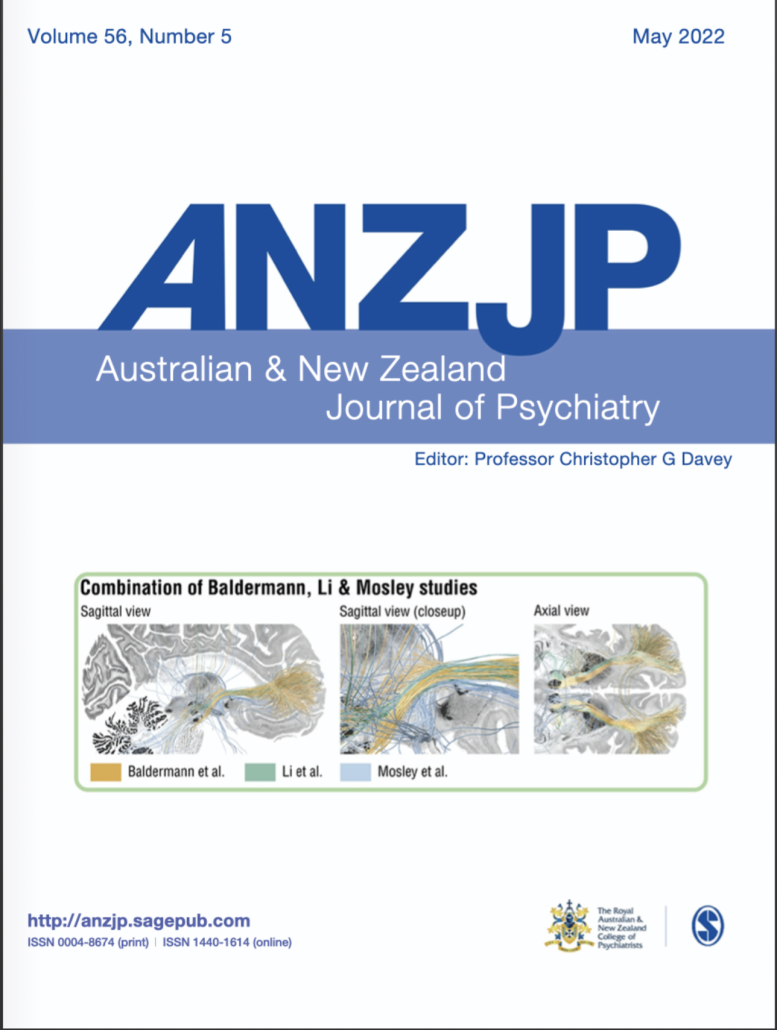 Volume 56, Number 5
May 2022
ANZJP
Australian & New Zealand
Journal of Psychiatry
Editor: Professor Christopher G Davey
Combination of Baldermann, Li & Mosley studies
Sagittal view
Sagittal view (closeup)
Axial view
Baldermann et al.
Li et al.
Mosley et al.
http://anzjp.sagepub.com
ISSN 0004-8674 (print) | ISSN 1440-1614 (online)
The Royal
Australian &
New Zealand
College of
Psychiatrists
S